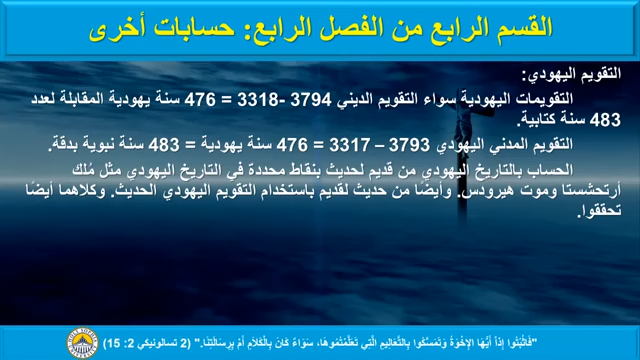 القسم الرابع من الفصل الرابع: حسابات أخرى
التقويم اليهودي:
التقويمات اليهودية سواء التقويم الديني 3794 -3318 = 476 سنة يهودية المقابلة لعدد
483 سنة كتابية.
التقويم المدني اليهودي 3793 – 3317 = 476 سنة يهودية = 483 سنة نبوية بدقة.
الحساب بالتاريخ اليهودي من قديم لحديث بنقاط محددة في التاريخ اليهودي مثل مُلك
أرتحشستا وموت هيرودس. وأيضًا من حديث لقديم باستخدام التقويم اليهودي الحديث. وكلاهما أيضًا
تحققوا.
"فَاثْبُتُوا إِذًا أَيُّهَا الإِخْوَةُ وَتَمَسَّكُوا بِالتَّعَالِيمِ الَّتِي تَعَلَّمْتُمُوهَا، سَوَاءٌ كَانَ بِالْكَلاَمِ أَمْ بِرِسَالَتِنَا." (2 تسالونيكي 2: 15)